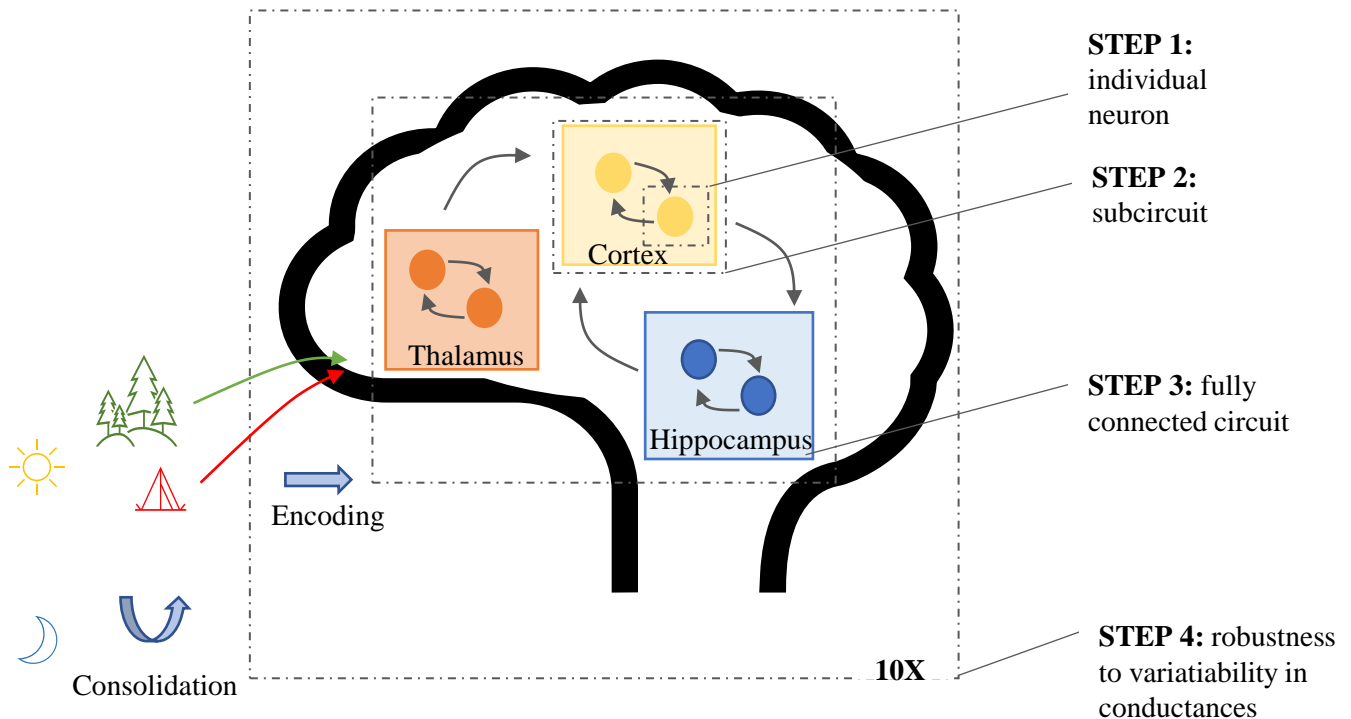 STEP 1:
individual
neuron
STEP 2:
subcircuit
Cortex
Thalamus
Hippocampus
STEP 3: fully
connected circuit
Encoding
STEP 4: robustness
to variatiability in
conductances
10X
Consolidation